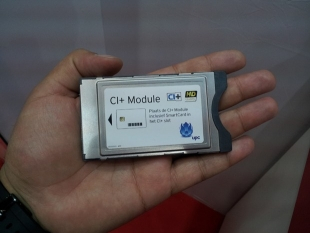 CI+ Module CI+ HD
Plaats de CI+ Module
inclusief SmartCard in
het CI+ slot
upc